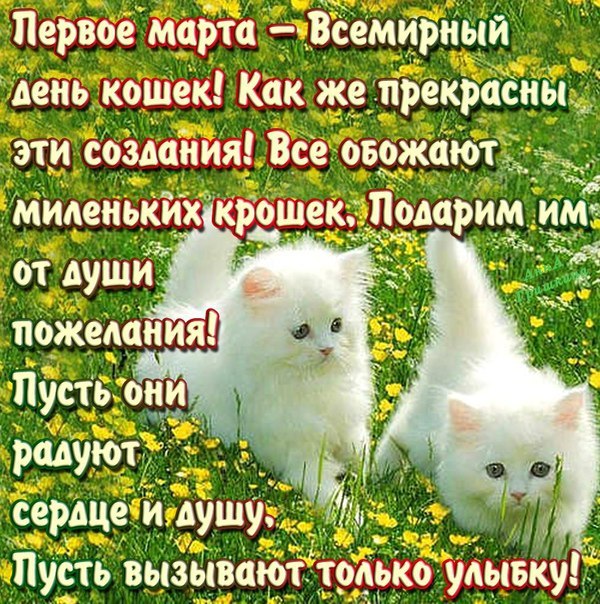 Первое марта – Всемирный
день кошек! Как же прекрасны
эти создания! Все обожают
миленьких крошек. Подарим им
от души
пожелания!
Пусть они
радуют
сердце и душу,
Пусть вызывают только улыбку!